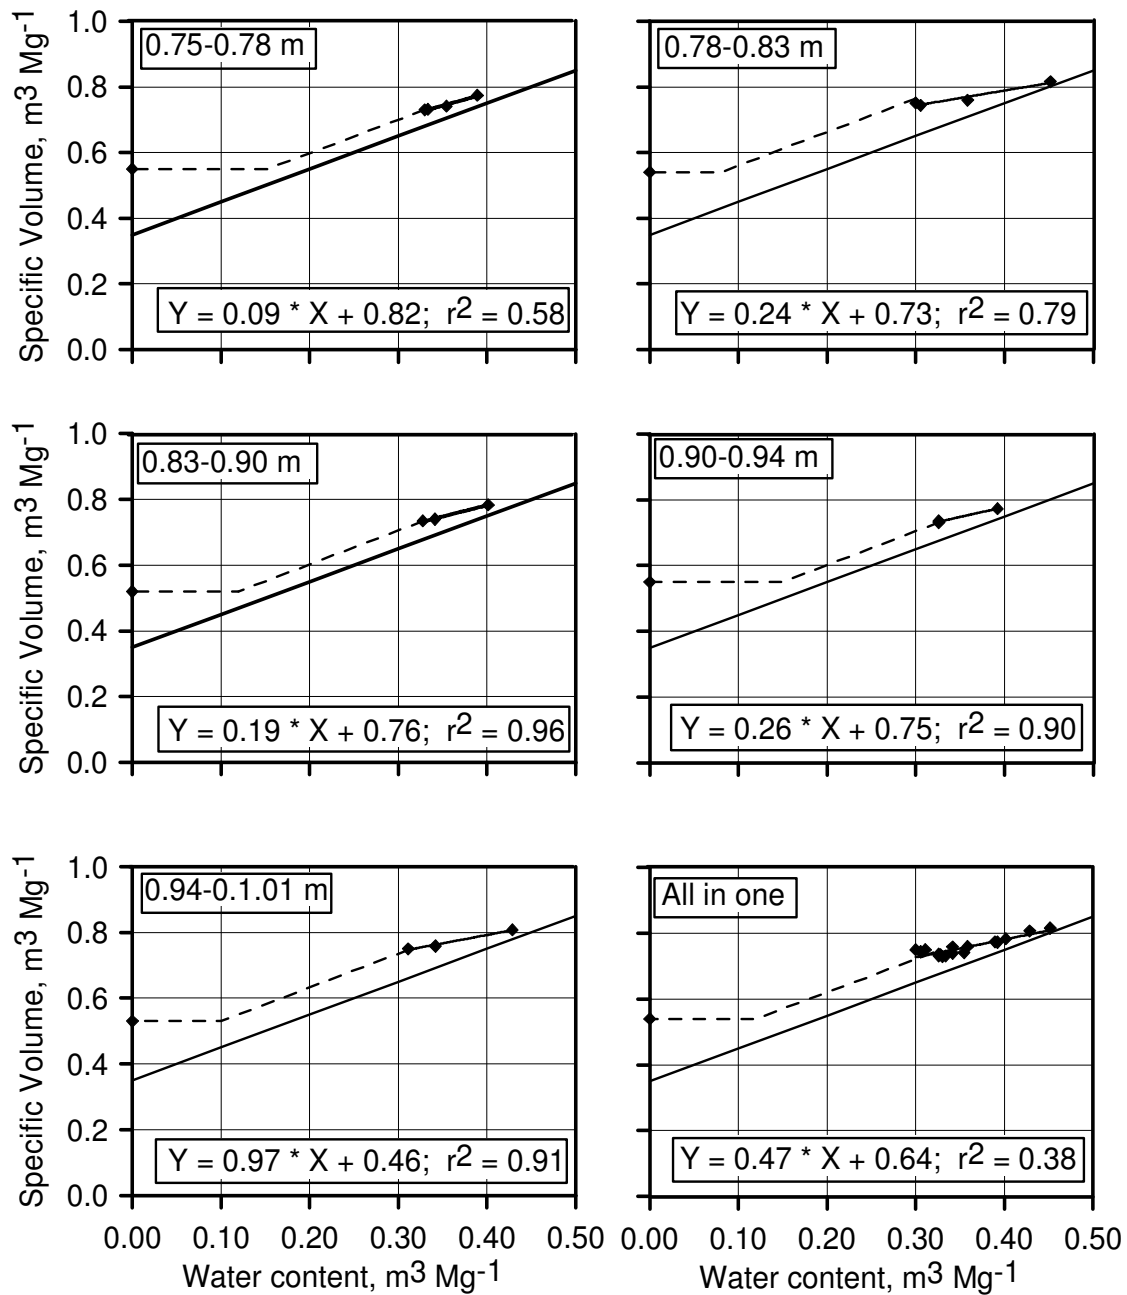 0.75-0.78 m
0.78-0.83 m
Specific Volume, m3 Mg-1
1.0
0.8
0.6
0.4
0.2
0.0
Y = 0.09 * X + 0.82; r2 = 0.58
Y = 0.24 * X + 0.73; r2 = 0.79
0.83-0.90 m
0.90-0.94 m
Specific Volume, m3 Mg-1
1.0
0.8
0.6
0.4
0.2
0.0
Y = 0.19 * X + 0.76; r2 = 0.96
Y = 0.26 * X + 0.75; r2 = 0.90
0.94-0.1.01 m
All in one
Specific Volume, m3 Mg-1
1.0
0.8
0.6
0.4
0.2
0.0
Y = 0.97 * X + 0.46; r2 = 0.91
Y = 0.47 * X + 0.64; r2 = 0.38
0.00 0.10 0.20 0.30 0.40 0.50
0.00 0.10 0.20 0.30 0.40 0.50
Water content, m3 Mg-1
Water content, m3 Mg-1